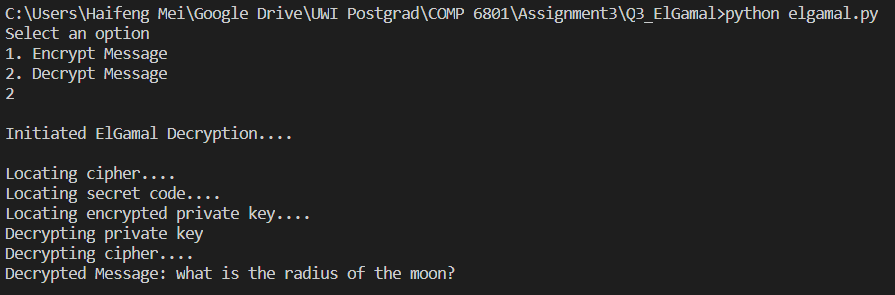 C:\Users\Haifeng Mei\Google Drive\UWI Postgrad\COMP 6801\Assignment3\Q3_ElGamal>python elgamal.py
Select an option
1. Encrypt Message
2. Decrypt Message
2
Initiated ElGamal Decryption....
Locating cipher....
Locating secret code....
Locating encrypted private key....
Decrypting private key
Decrypting cipher....
Decrypted Message: what is the radius of the moon?